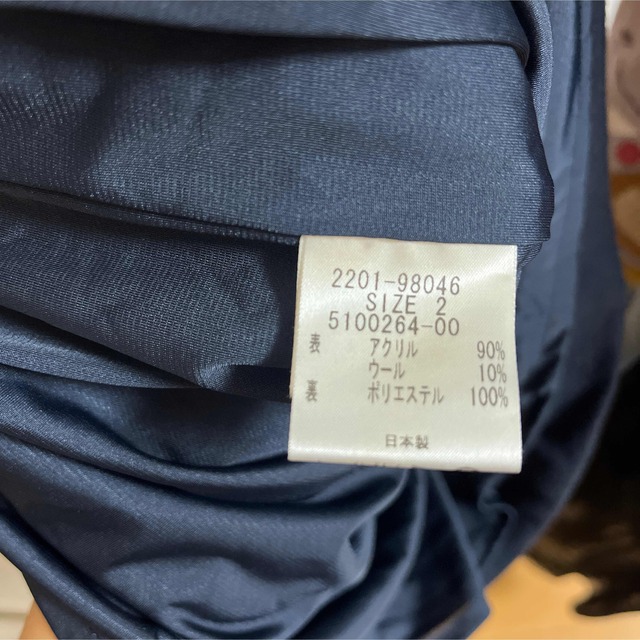 2201-98046
SIZE 2
5100264-00
表 アクリル 90%
ウール 10%
裏 ポリエステル 100%
日本製